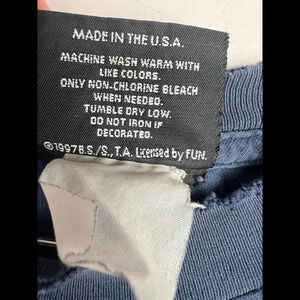 MADE IN THE U.S.A.
MACHINE WASH WARM WITH
LIKE COLORS.
ONLY NON-CHLORINE BLEACH
WHEN NEEDED.
TUMBLE DRY LOW.
DO NOT IRON IF
DECORATED.
©1997B.S./S., T.A. Licensed by FUN.